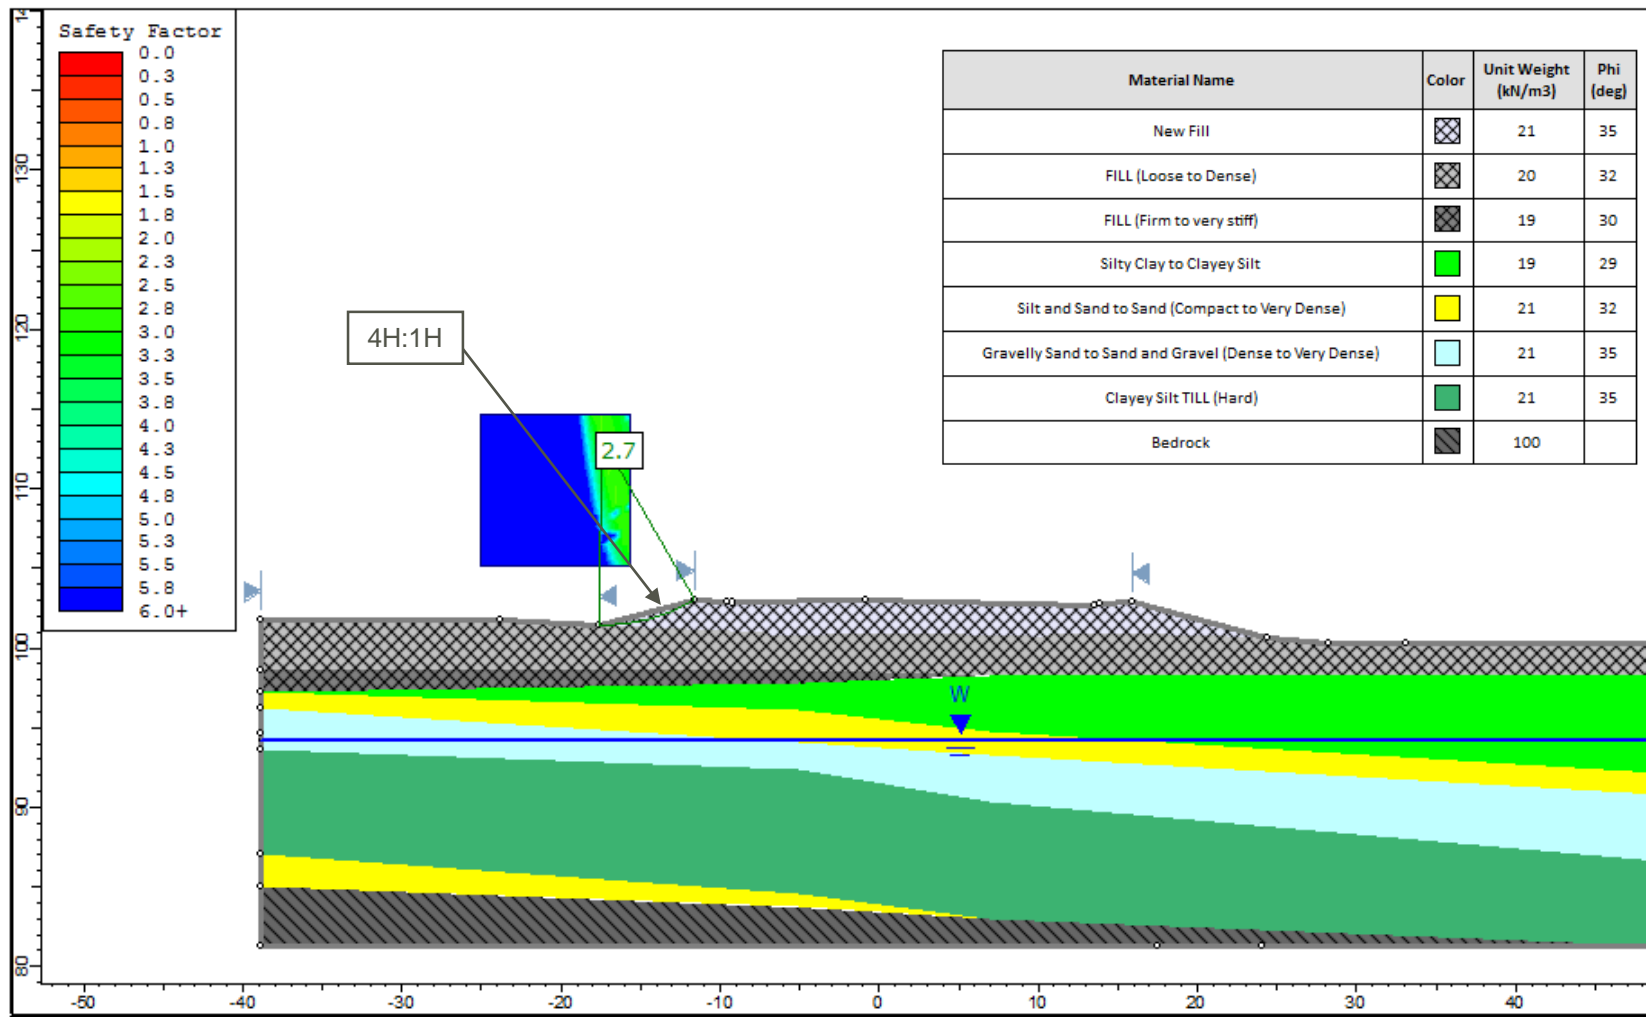 Safety Factor
0.0
0.3
0.5
0.8
1.0
1.3
1.5
1.8
2.0
2.3
2.5
2.8
3.0
3.3
3.5
3.8
4.0
4.3
4.5
4.8
5.0
5.3
5.5
5.8
6.0+
Material Name Color Unit Weight (kN/m3) Phi (deg)
New Fill 21 35
FILL (Loose to Dense) 20 32
FILL (Firm to very stiff) 19 30
Silty Clay to Clayey Silt 19 29
Silt and Sand to Sand (Compact to Very Dense) 21 32
Gravelly Sand to Sand and Gravel (Dense to Very Dense) 21 35
Clayey Silt TILL (Hard) 21 35
Bedrock 100
4H:1H
2.7
W
130
120
110
100
90
80
-50 -40 -30 -20 -10 0 10 20 30 40